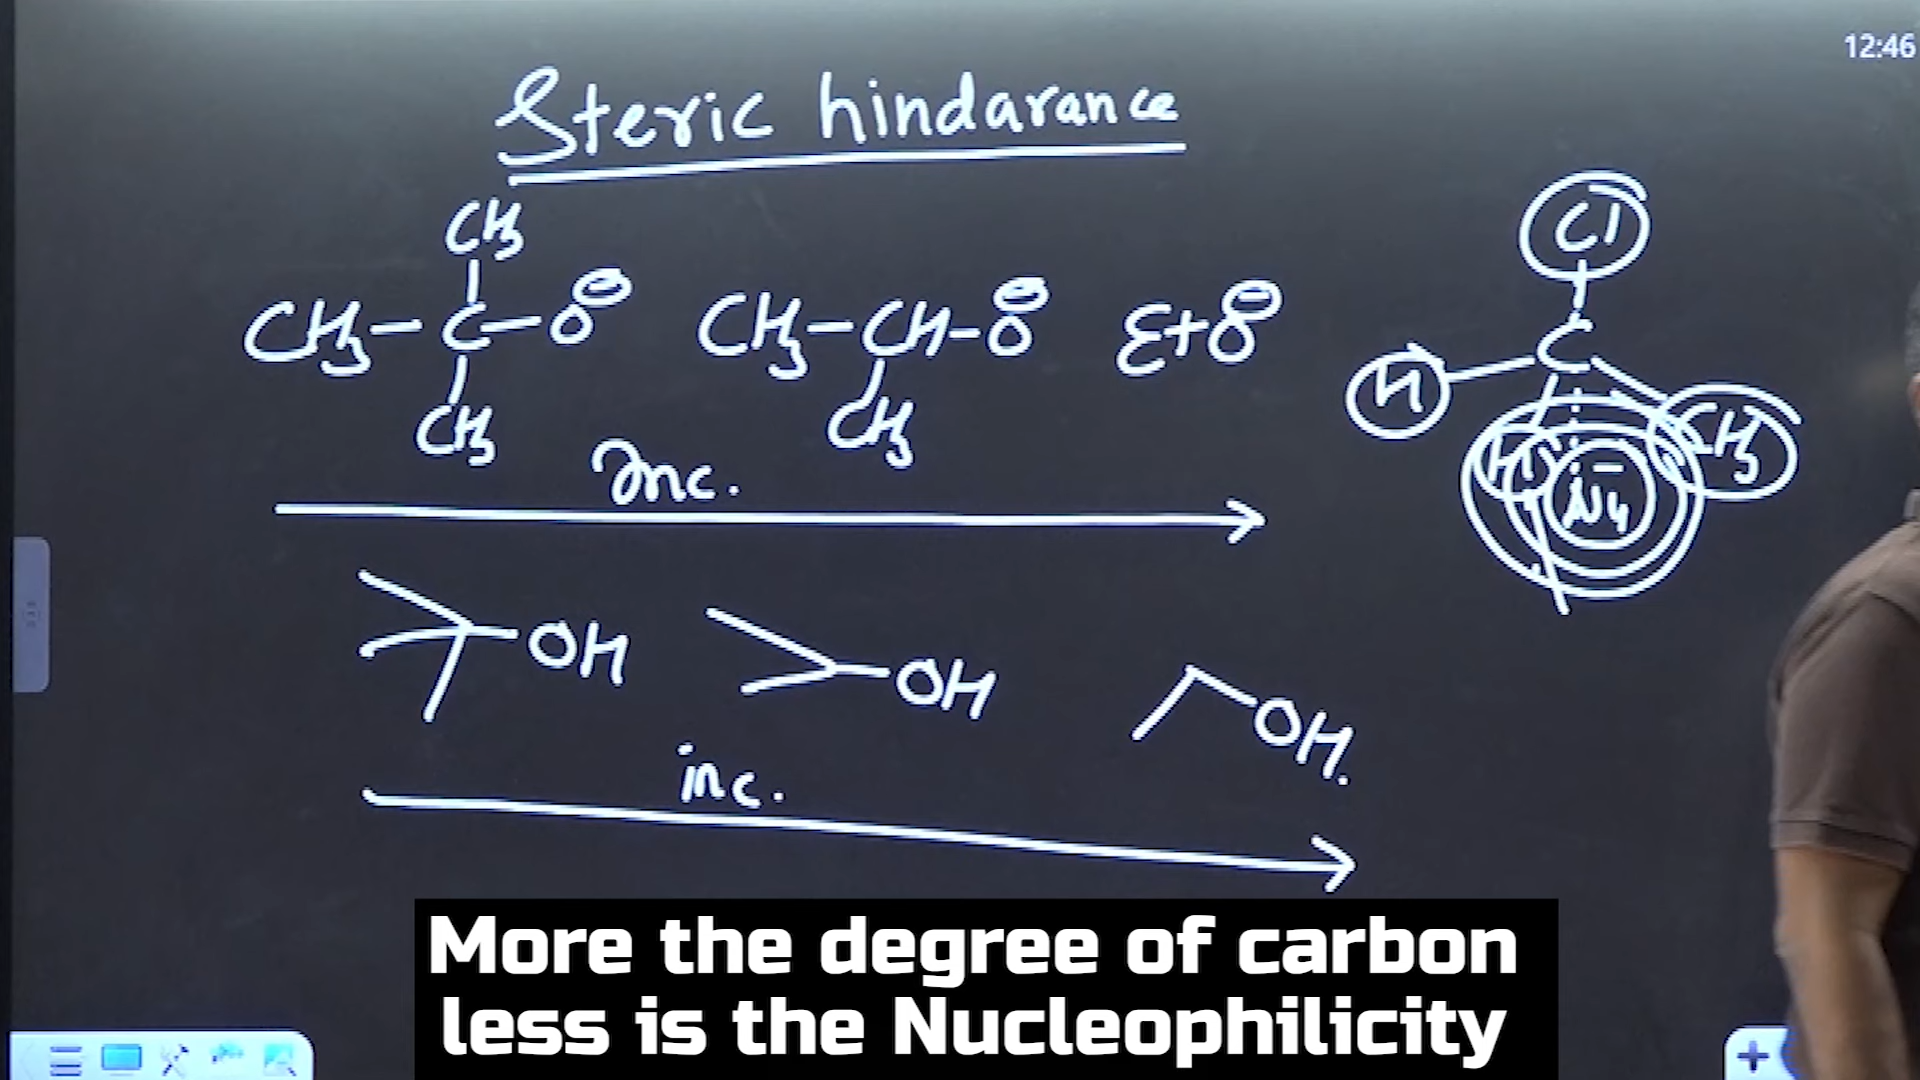 12:46
Steric hindarance
CH3
CH3-C-O⊖ CH3-CH-O⊖ EtO⊖
CH3 CH3
Inc.
Cl
C
H
H CH3
Nu-
OH OH OH.
inc.
More the degree of carbon
less is the Nucleophilicity